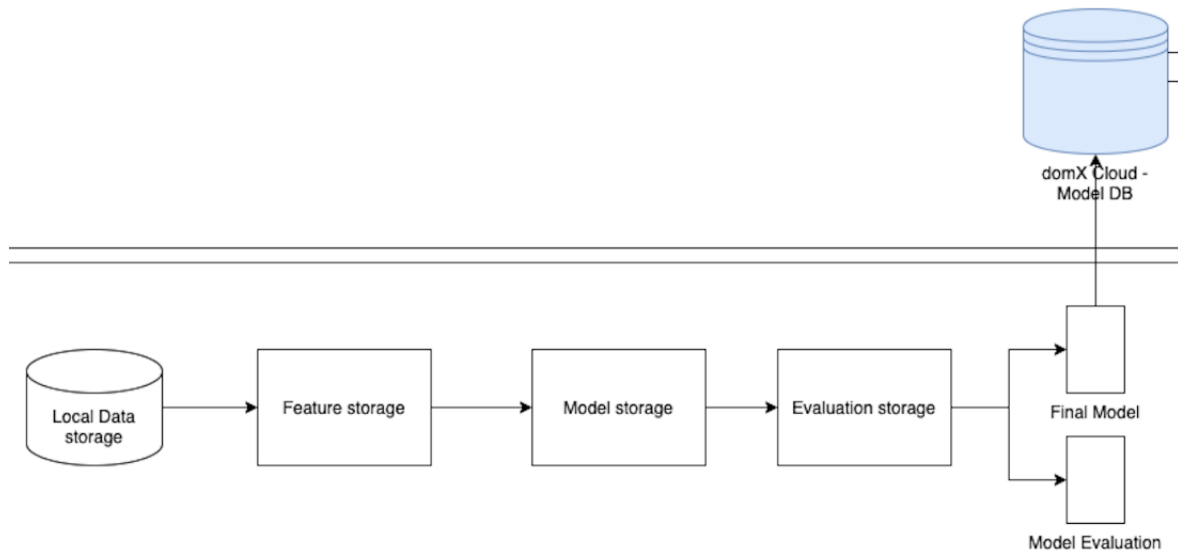 domX Cloud -
Model DB
Local Data
storage
Feature storage
Model storage
Evaluation storage
Final Model
Model Evaluation